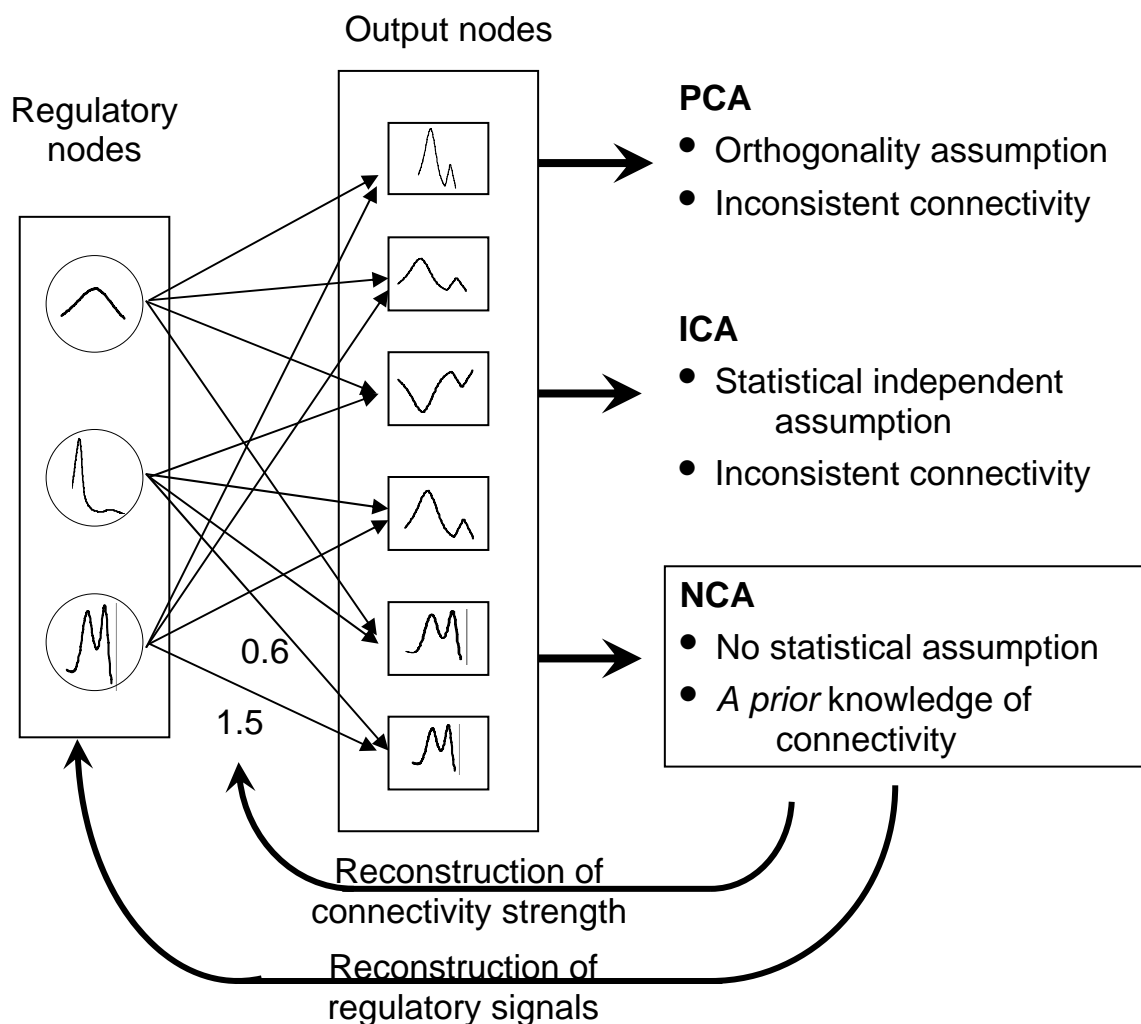 Output nodes
Regulatory
nodes
PCA
• Orthogonality assumption
• Inconsistent connectivity
ICA
• Statistical independent
assumption
• Inconsistent connectivity
NCA
• No statistical assumption
• A prior knowledge of
connectivity
0.6
1.5
Reconstruction of
connectivity strength
Reconstruction of
regulatory signals